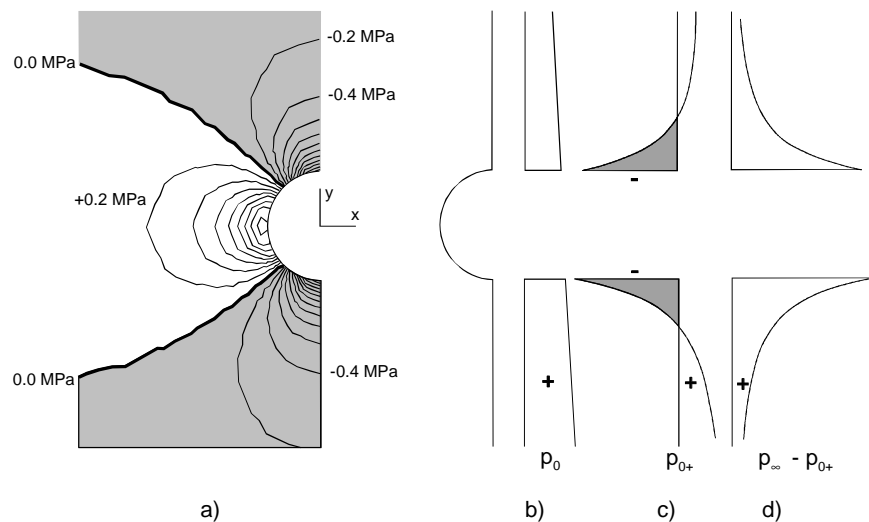 -0.2 MPa
0.0 MPa
-0.4 MPa
+0.2 MPa
y
x
-
-
0.0 MPa
-0.4 MPa
+
+
+
p₀
p₀₊
p∞ - p₀₊
a)
b)
c)
d)